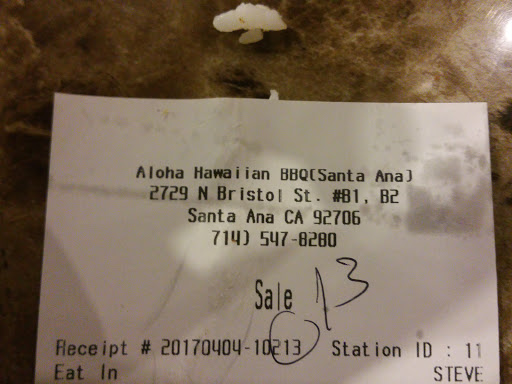 Aloha Hawaiian BBQ(Santa Ana)
2729 N Bristol St. #B1, B2
Santa Ana CA 92706
714) 547-8280
Sale 13
Receipt # 20170404-10213 Station ID : 11
Eat In STEVE